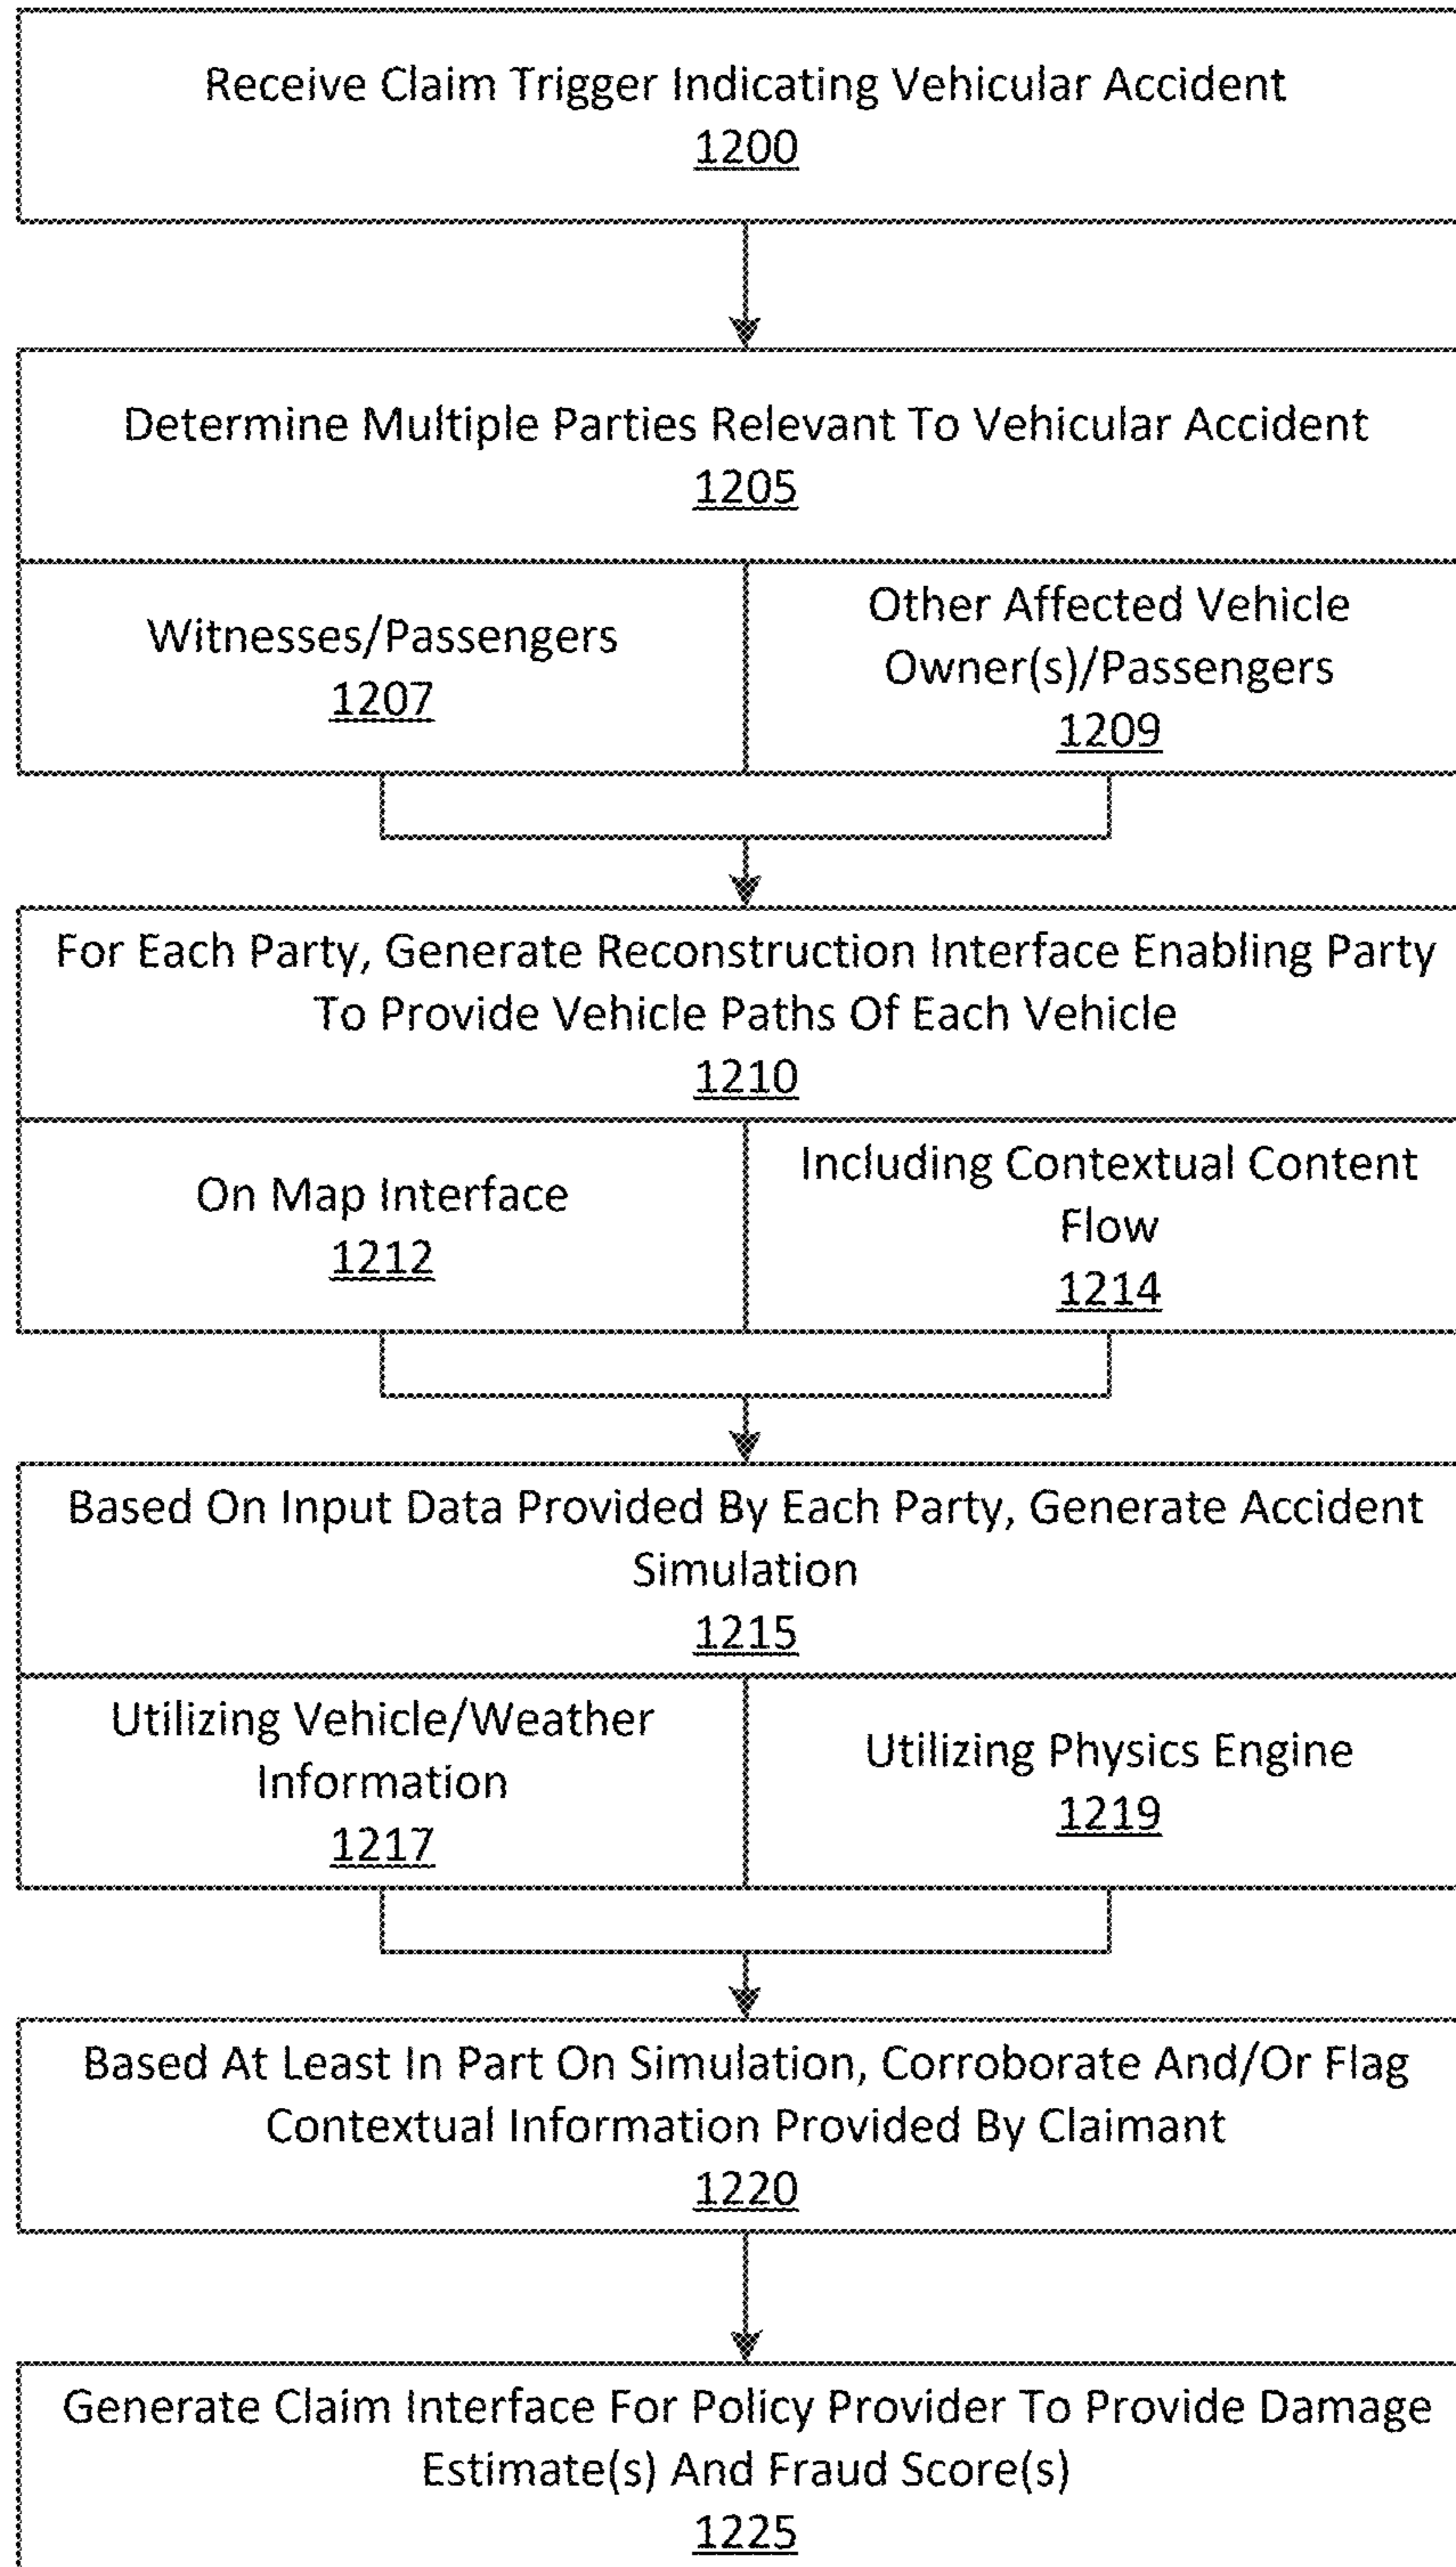 Receive Claim Trigger Indicating Vehicular Accident
1200
Determine Multiple Parties Relevant To Vehicular Accident
1205
Witnesses/Passengers
1207
Other Affected Vehicle
Owner(s)/Passengers
1209
For Each Party, Generate Reconstruction Interface Enabling Party
To Provide Vehicle Paths Of Each Vehicle
1210
On Map Interface
1212
Including Contextual Content
Flow
1214
Based On Input Data Provided By Each Party, Generate Accident
Simulation
1215
Utilizing Vehicle/Weather
Information
1217
Utilizing Physics Engine
1219
Based At Least In Part On Simulation, Corroborate And/Or Flag
Contextual Information Provided By Claimant
1220
Generate Claim Interface For Policy Provider To Provide Damage
Estimate(s) And Fraud Score(s)
1225